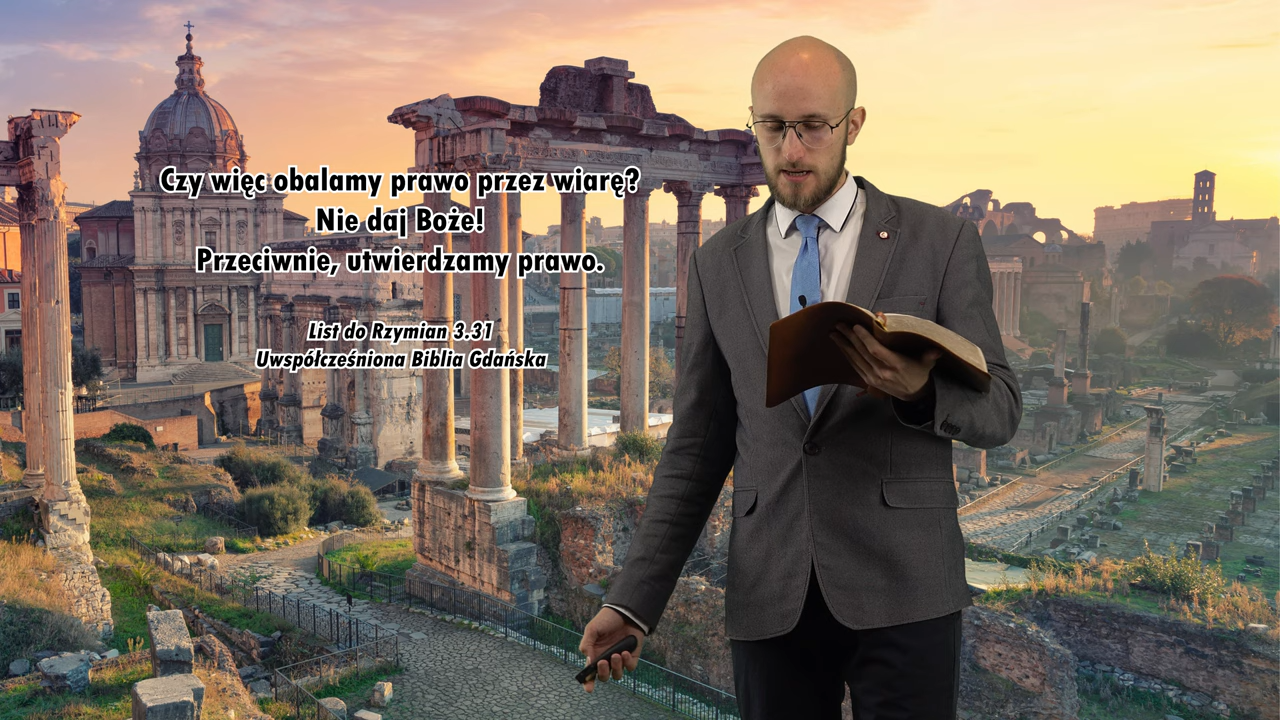 Czy więc obalamy prawo przez wiarę?
Nie daj Boże!
Przeciwnie, utwierdzamy prawo.
List do Rzymian 3.31
Uwspółcześniona Biblia Gdańska